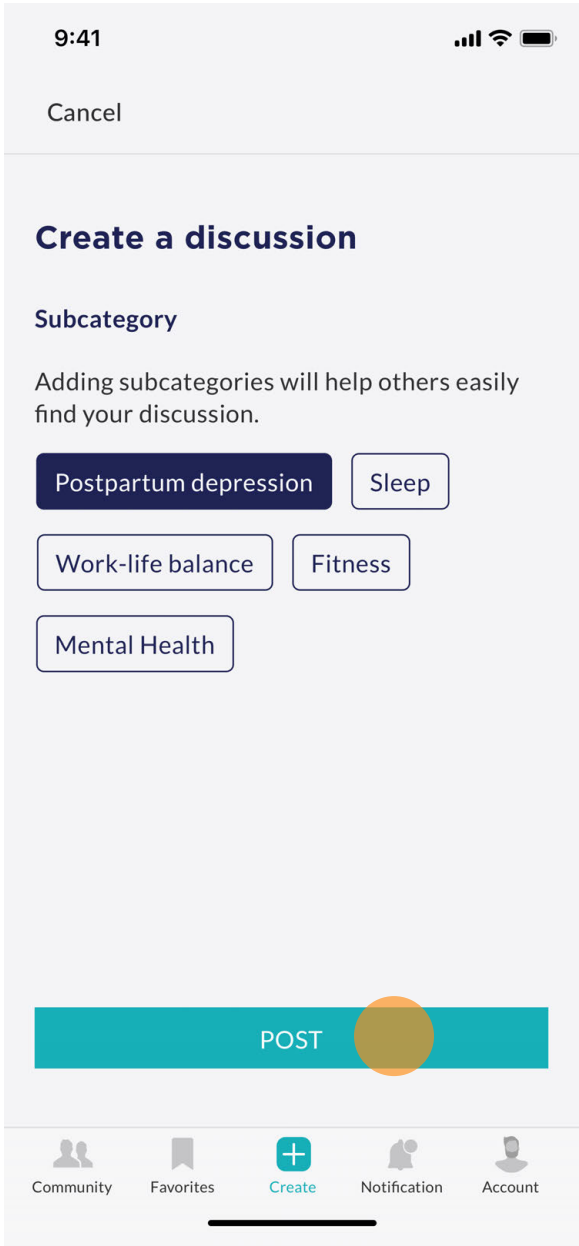 9:41
Cancel
Create a discussion
Subcategory
Adding subcategories will help others easily
find your discussion.
Postpartum depression Sleep
Work-life balance Fitness
Mental Health
POST
Community Favorites Create Notification Account